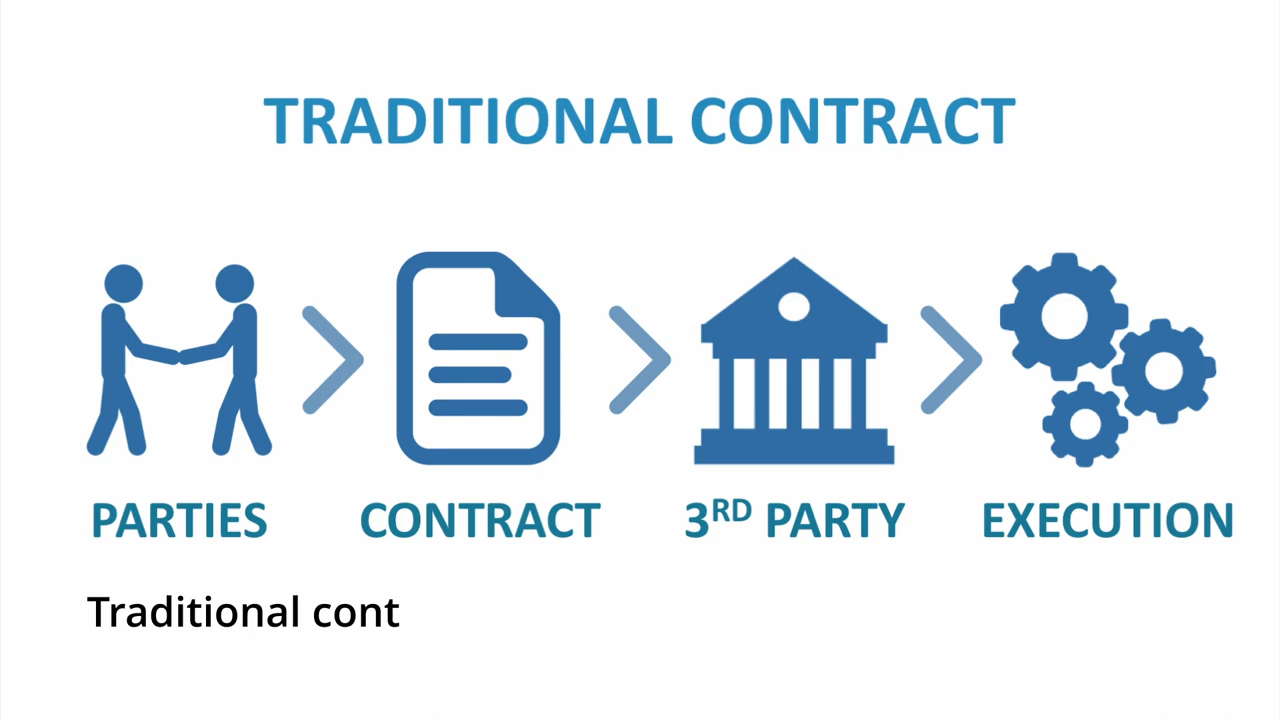 TRADITIONAL CONTRACT
PARTIES
CONTRACT
3RD PARTY
EXECUTION
Traditional cont